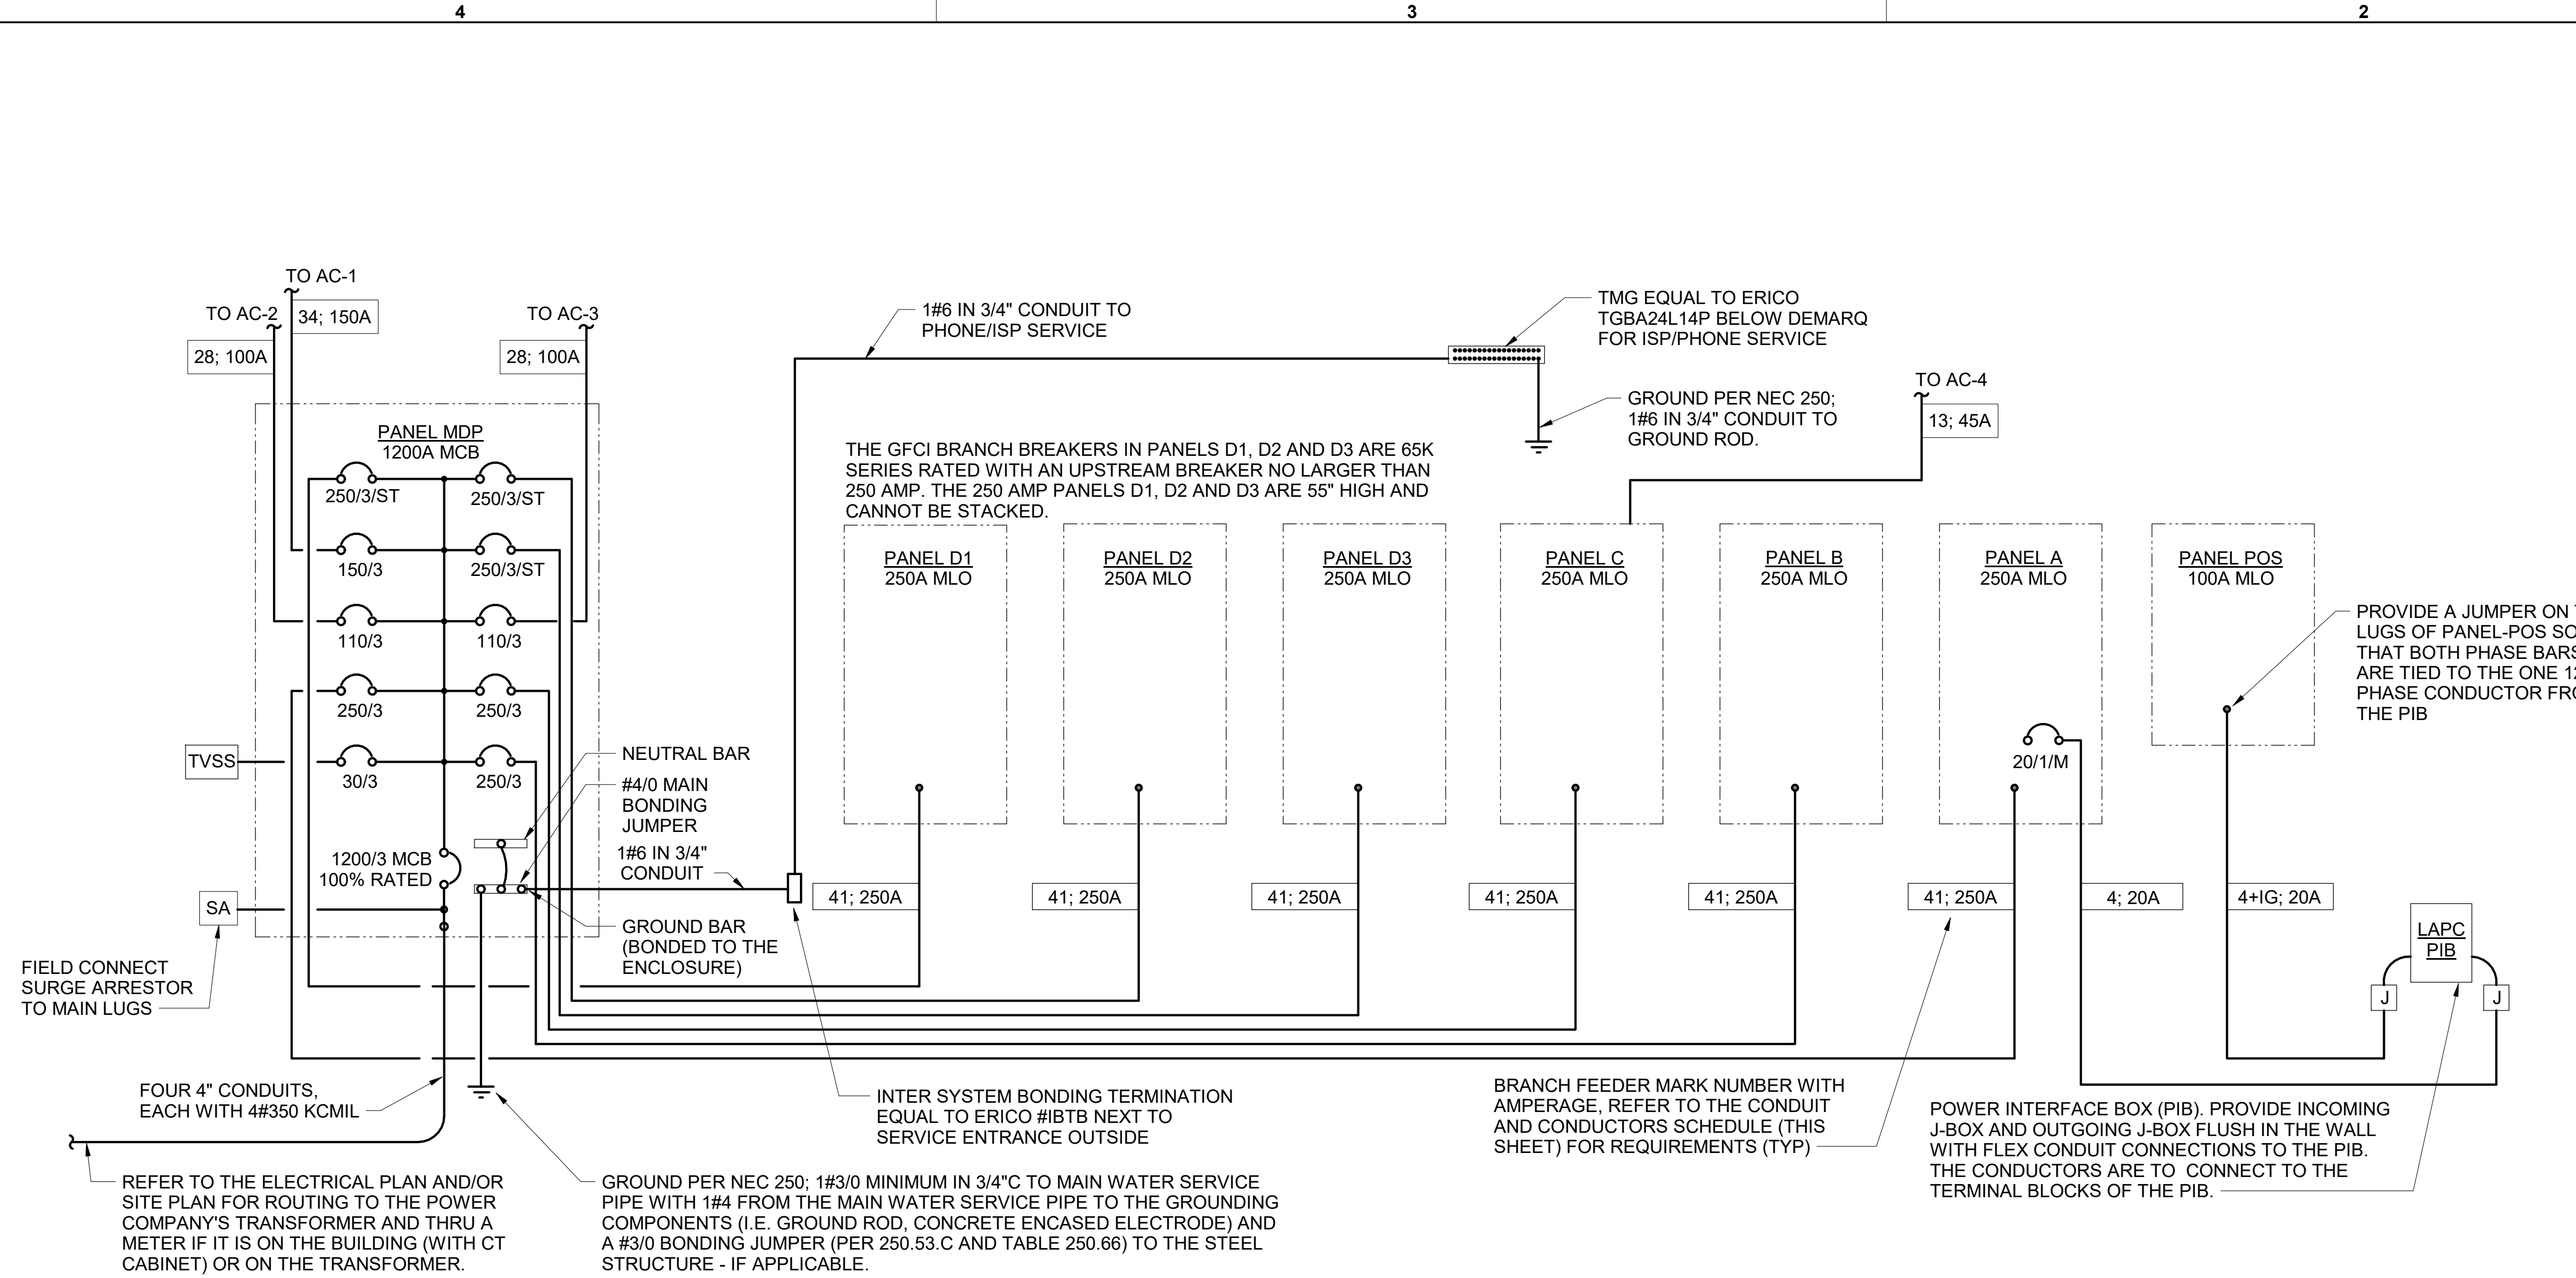 4
3
2
TO AC-1
TO AC-2
34; 150A
TO AC-3
28; 100A
28; 100A
PANEL MDP
1200A MCB
250/3/ST
250/3/ST
150/3
250/3/ST
110/3
110/3
250/3
250/3
30/3
250/3
TVSS
1200/3 MCB
100% RATED
SA
FIELD CONNECT
SURGE ARRESTOR
TO MAIN LUGS
NEUTRAL BAR
#4/0 MAIN
BONDING
JUMPER
1#6 IN 3/4"
CONDUIT
GROUND BAR
(BONDED TO THE
ENCLOSURE)
FOUR 4" CONDUITS,
EACH WITH 4#350 KCMIL
REFER TO THE ELECTRICAL PLAN AND/OR
SITE PLAN FOR ROUTING TO THE POWER
COMPANY'S TRANSFORMER AND THRU A
METER IF IT IS ON THE BUILDING (WITH CT
CABINET) OR ON THE TRANSFORMER.
GROUND PER NEC 250; 1#3/0 MINIMUM IN 3/4"C TO MAIN WATER SERVICE
PIPE WITH 1#4 FROM THE MAIN WATER SERVICE PIPE TO THE GROUNDING
COMPONENTS (I.E. GROUND ROD, CONCRETE ENCASED ELECTRODE) AND
A #3/0 BONDING JUMPER (PER 250.53.C AND TABLE 250.66) TO THE STEEL
STRUCTURE - IF APPLICABLE.
1#6 IN 3/4" CONDUIT TO
PHONE/ISP SERVICE
TMG EQUAL TO ERICO
TGBA24L14P BELOW DEMARQ
FOR ISP/PHONE SERVICE
GROUND PER NEC 250;
1#6 IN 3/4" CONDUIT TO
GROUND ROD.
TO AC-4
13; 45A
THE GFCI BRANCH BREAKERS IN PANELS D1, D2 AND D3 ARE 65K
SERIES RATED WITH AN UPSTREAM BREAKER NO LARGER THAN
250 AMP. THE 250 AMP PANELS D1, D2 AND D3 ARE 55" HIGH AND
CANNOT BE STACKED.
PANEL D1
250A MLO
PANEL D2
250A MLO
PANEL D3
250A MLO
PANEL C
250A MLO
PANEL B
250A MLO
PANEL A
250A MLO
PANEL POS
100A MLO
20/1/M
PROVIDE A JUMPER ON
LUGS OF PANEL-POS SO
THAT BOTH PHASE BARS
ARE TIED TO THE ONE
PHASE CONDUCTOR
THE PIB
41; 250A
41; 250A
41; 250A
41; 250A
41; 250A
41; 250A
4; 20A
4+IG; 20A
LAPC
PIB
J
J
INTER SYSTEM BONDING TERMINATION
EQUAL TO ERICO #IBTB NEXT TO
SERVICE ENTRANCE OUTSIDE
BRANCH FEEDER MARK NUMBER WITH
AMPERAGE, REFER TO THE CONDUIT
AND CONDUCTORS SCHEDULE (THIS
SHEET) FOR REQUIREMENTS (TYP)
POWER INTERFACE BOX (PIB). PROVIDE INCOMING
J-BOX AND OUTGOING J-BOX FLUSH IN THE WALL
WITH FLEX CONDUIT CONNECTIONS TO THE PIB.
THE CONDUCTORS ARE TO CONNECT TO THE
TERMINAL BLOCKS OF THE PIB.